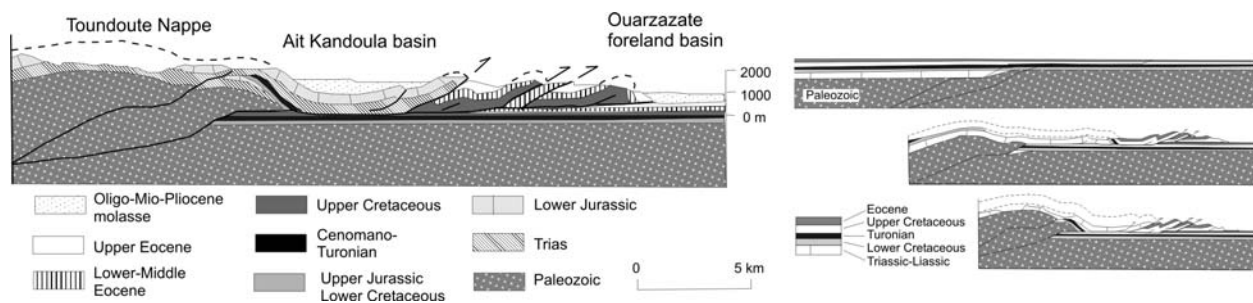 Toundoute Nappe
Ait Kandoula basin
Ouarzazate
foreland basin
2000
1000
0 m
Oligo-Mio-Pliocene
molasse
Upper Eocene
Lower-Middle
Eocene
Upper Cretaceous
Cenomano-
Turonian
Upper Jurassic
Lower Cretaceous
Lower Jurassic
Trias
Paleozoic
0
5 km
Paleozoic
Eocene
Upper Cretaceous
Turonian
Lower Cretaceous
Triassic-Liassic